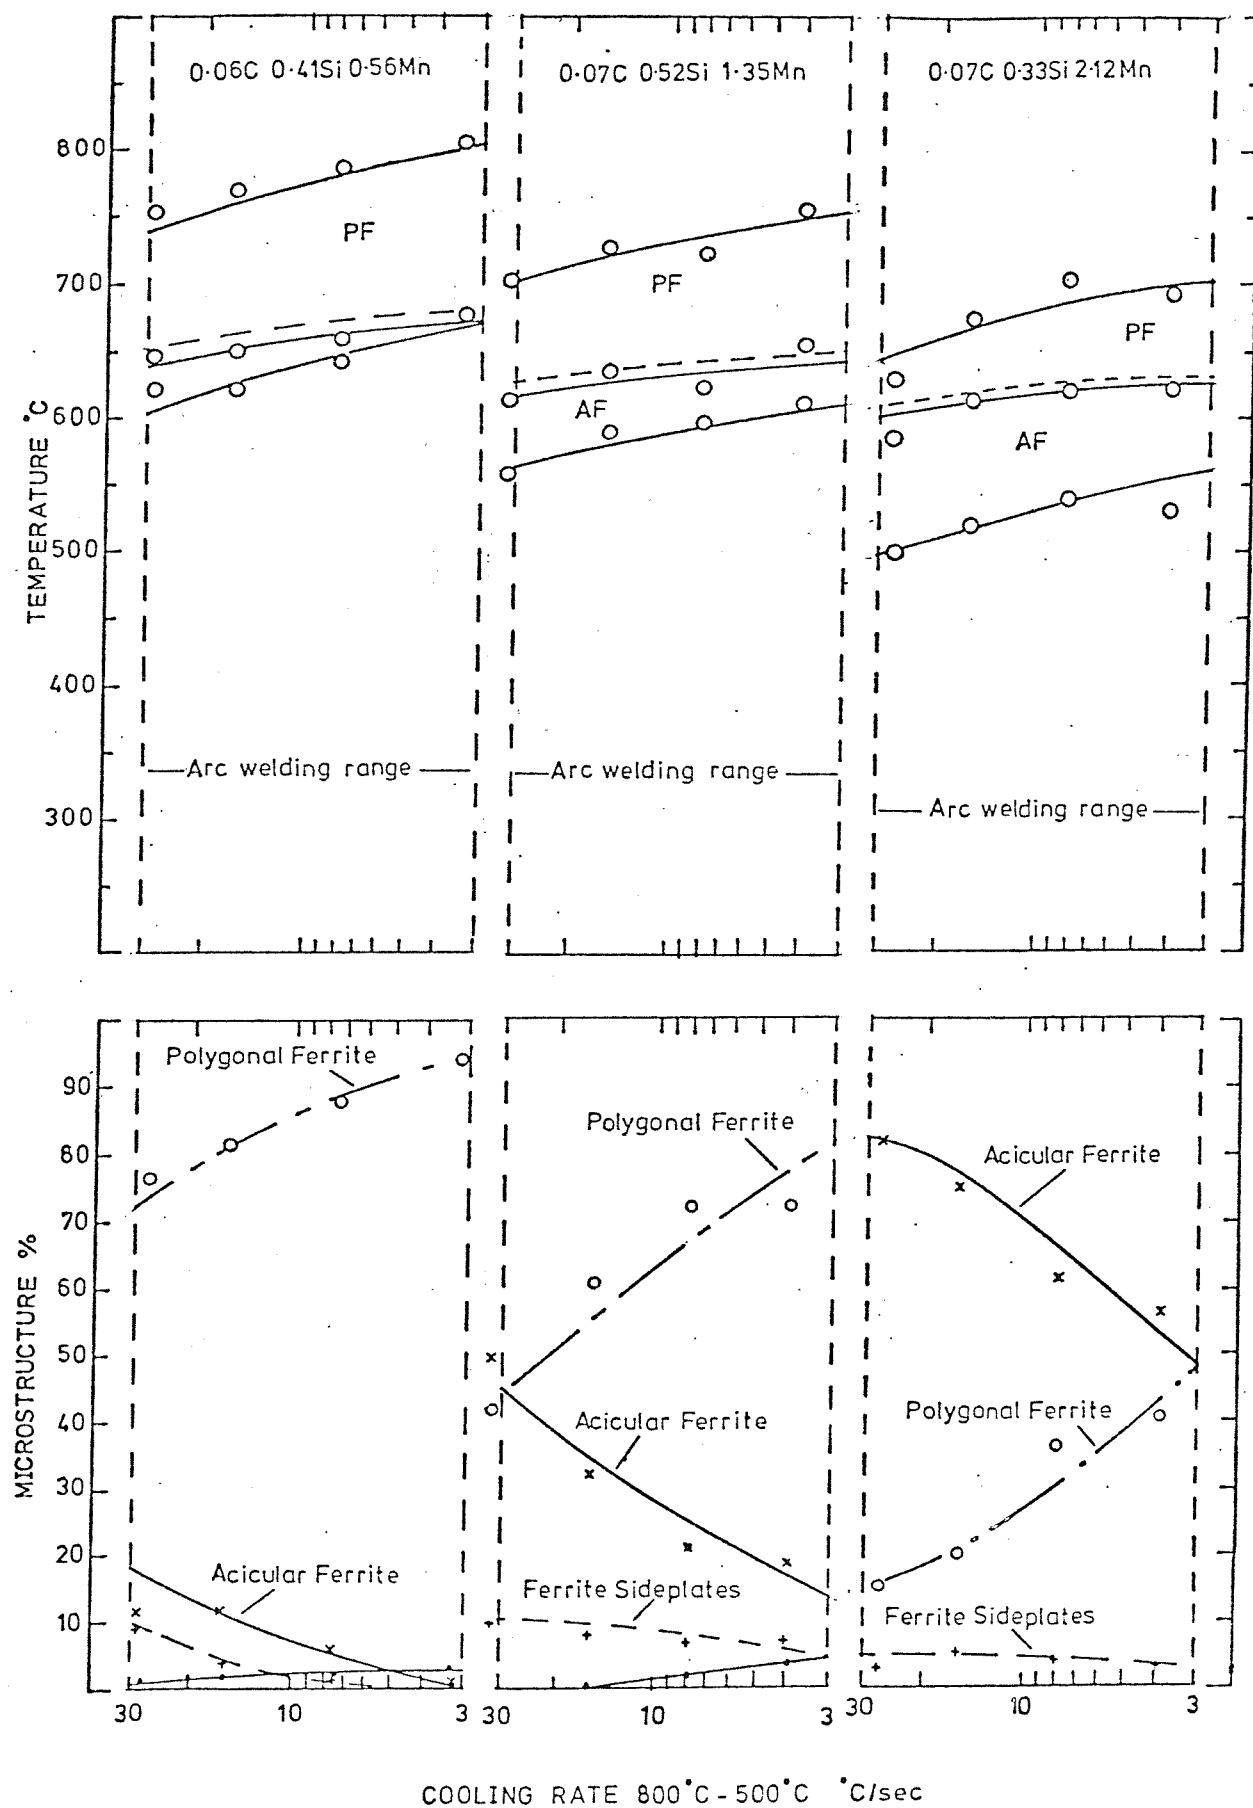 0·06C 0·41Si 0·56Mn
0·07C 0·52Si 1·35Mn
0·07C 0·33Si 2·12Mn
TEMPERATURE °C
800
700
600
500
400
300
PF
PF
AF
PF
AF
Arc welding range
Arc welding range
Arc welding range
MICROSTRUCTURE %
90
80
70
60
50
40
30
20
10
Polygonal Ferrite
Acicular Ferrite
Polygonal Ferrite
Acicular Ferrite
Ferrite Sideplates
Acicular Ferrite
Polygonal Ferrite
Ferrite Sideplates
30 10 3 30 10 3 30 10 3
COOLING RATE 800°C - 500°C °C/sec